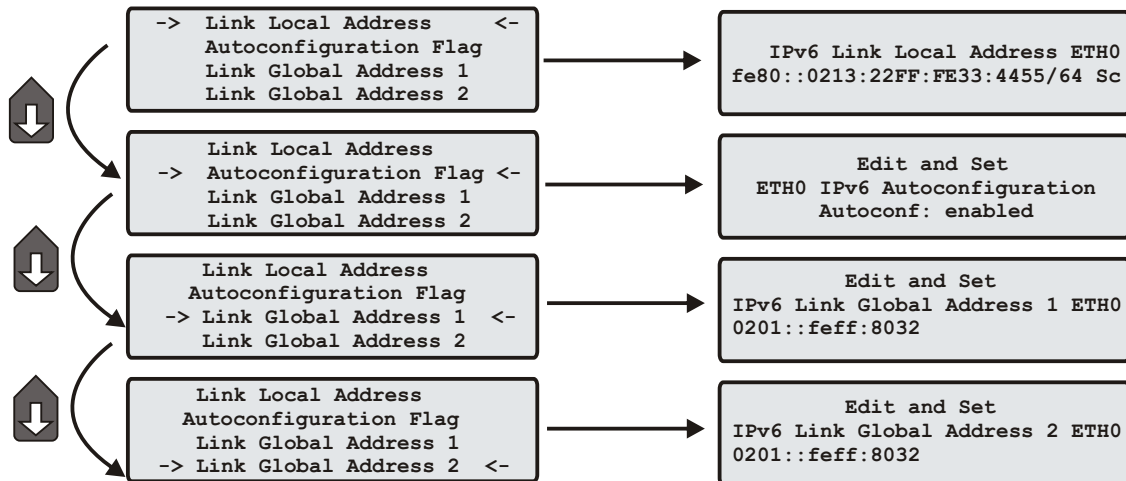 -> Link Local Address <-
Autoconfiguration Flag
Link Global Address 1
Link Global Address 2
IPv6 Link Local Address ETH0
fe80::0213:22FF:FE33:4455/64 Sc
Link Local Address
-> Autoconfiguration Flag <-
Link Global Address 1
Link Global Address 2
Edit and Set
ETH0 IPv6 Autoconfiguration
Autoconf: enabled
Link Local Address
Autoconfiguration Flag
-> Link Global Address 1 <-
Link Global Address 2
Edit and Set
IPv6 Link Global Address 1 ETH0
0201::feff:8032
Link Local Address
Autoconfiguration Flag
Link Global Address 1
-> Link Global Address 2 <-
Edit and Set
IPv6 Link Global Address 2 ETH0
0201::feff:8032